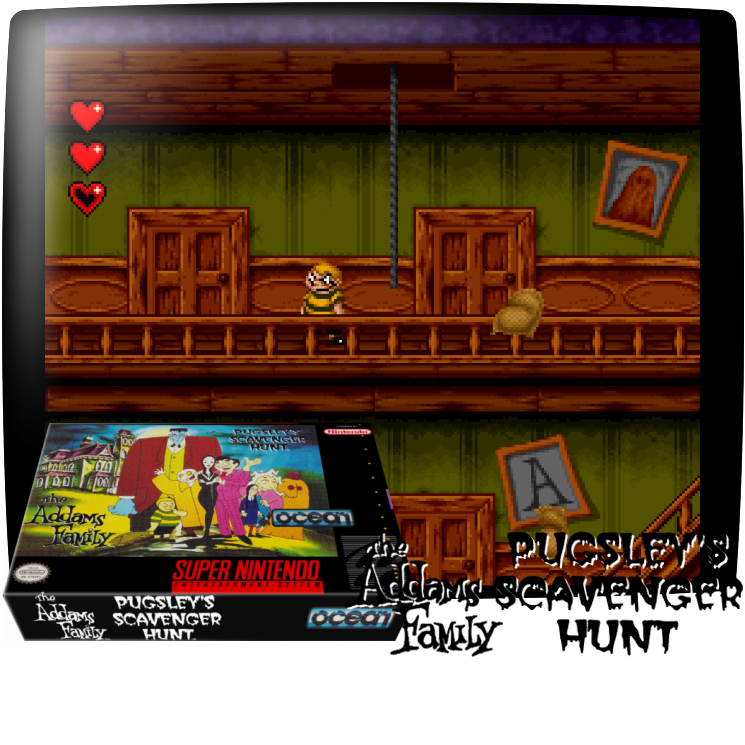 PUGSLEY'S
SCAVENGER
HUNT
Nintendo
The
Addams
Family
ocean
SUPER NINTENDO
ENTERTAINMENT SYSTEM
The
Addams
Family
PUGSLEY'S
SCAVENGER
HUNT
ocean
A
The
Addams
Family
PUGSLEY'S
SCAVENGER
HUNT